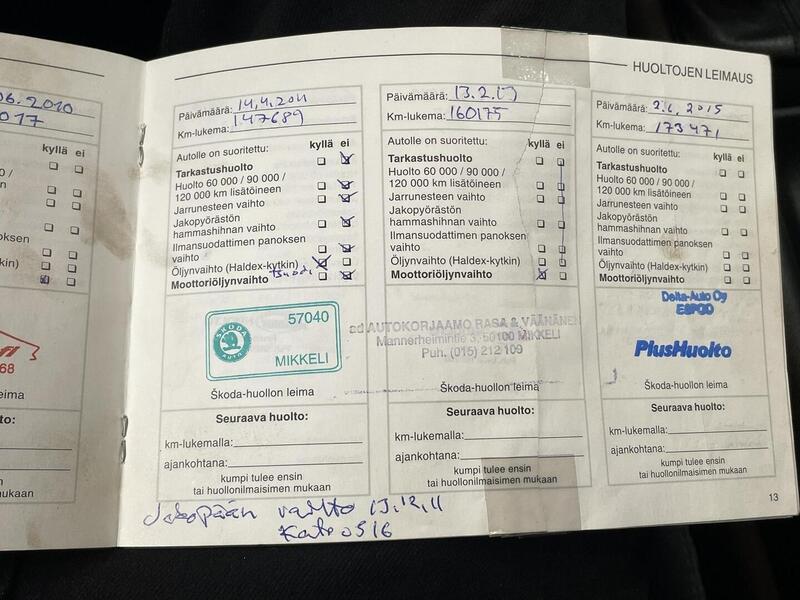 06.2010
017
kyllä ei
000 /
n
anoksen
kytkin)
68
HUOLTOJEN LEIMAUS
Päivämäärä: 14.4.2011
Km-lukema: 147689
Autolle on suoritettu: kyllä ei
Tarkastushuolto
Huolto 60 000 / 90 000 /
120 000 km lisätöineen
Jarrunesteen vaihto
Jakopyörästön
hammashihnan vaihto
Ilmansuodattimen panoksen
vaihto
Öljynvaihto (Haldex-kytkin)
Moottoriöljynvaihto
57040
SKODA
AUTO
MIKKELI
Škoda-huollon leima
Seuraava huolto:
km-lukemalla:
ajankohtana:
kumpi tulee ensin
tai huollonilmaisimen mukaan
Päivämäärä: 13.2.
Km-lukema: 160175
Autolle on suoritettu: kyllä ei
Tarkastushuolto
Huolto 60 000 / 90 000 /
120 000 km lisätöineen
Jarrunesteen vaihto
Jakopyörästön
hammashihnan vaihto
Ilmansuodattimen panoksen
vaihto
Öljynvaihto (Haldex-kytkin)
Moottoriöljynvaihto
ad AUTOKORJAAMO RASA & VÄÄNÄNEN
Mannerheimintie 3, 50100 MIKKELI
Puh. (015) 212 109
Škoda-huollon leima
Seuraava huolto:
km-lukemalla:
ajankohtana:
kumpi tulee ensin
tai huollonilmaisimen mukaan
Päivämäärä: 2.6.2015
Km-lukema: 173471
Autolle on suoritettu: kyllä ei
Tarkastushuolto
Huolto 60 000 / 90 000 /
120 000 km lisätöineen
Jarrunesteen vaihto
Jakopyörästön
hammashihnan vaihto
Ilmansuodattimen panoksen
vaihto
Öljynvaihto (Haldex-kytkin)
Moottoriöljynvaihto
Delta-Auto Oy
ESPOO
PlusHuolto
Škoda-huollon leima
Seuraava huolto:
km-lukemalla:
ajankohtana:
kumpi tulee ensin
tai huollonilmaisimen mukaan
13
Jakopään vaihto 13.12.11